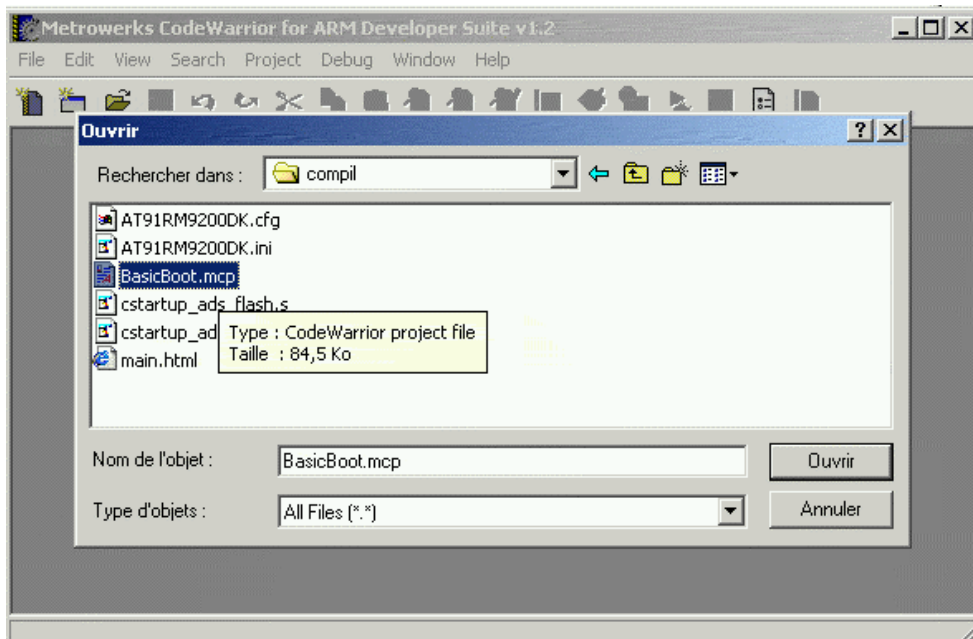 Metrowerks CodeWarrior for ARM Developer Suite v1.2
File Edit View Search Project Debug Window Help
Ouvrir
Rechercher dans : compil
AT91RM9200DK.cfg
AT91RM9200DK.ini
BasicBoot.mcp
cstartup_ads_flash.s
cstartup_ad
main.html
Type : CodeWarrior project file
Taille : 84,5 Ko
Nom de l'objet : BasicBoot.mcp Ouvrir
Type d'objets : All Files (*.*) Annuler